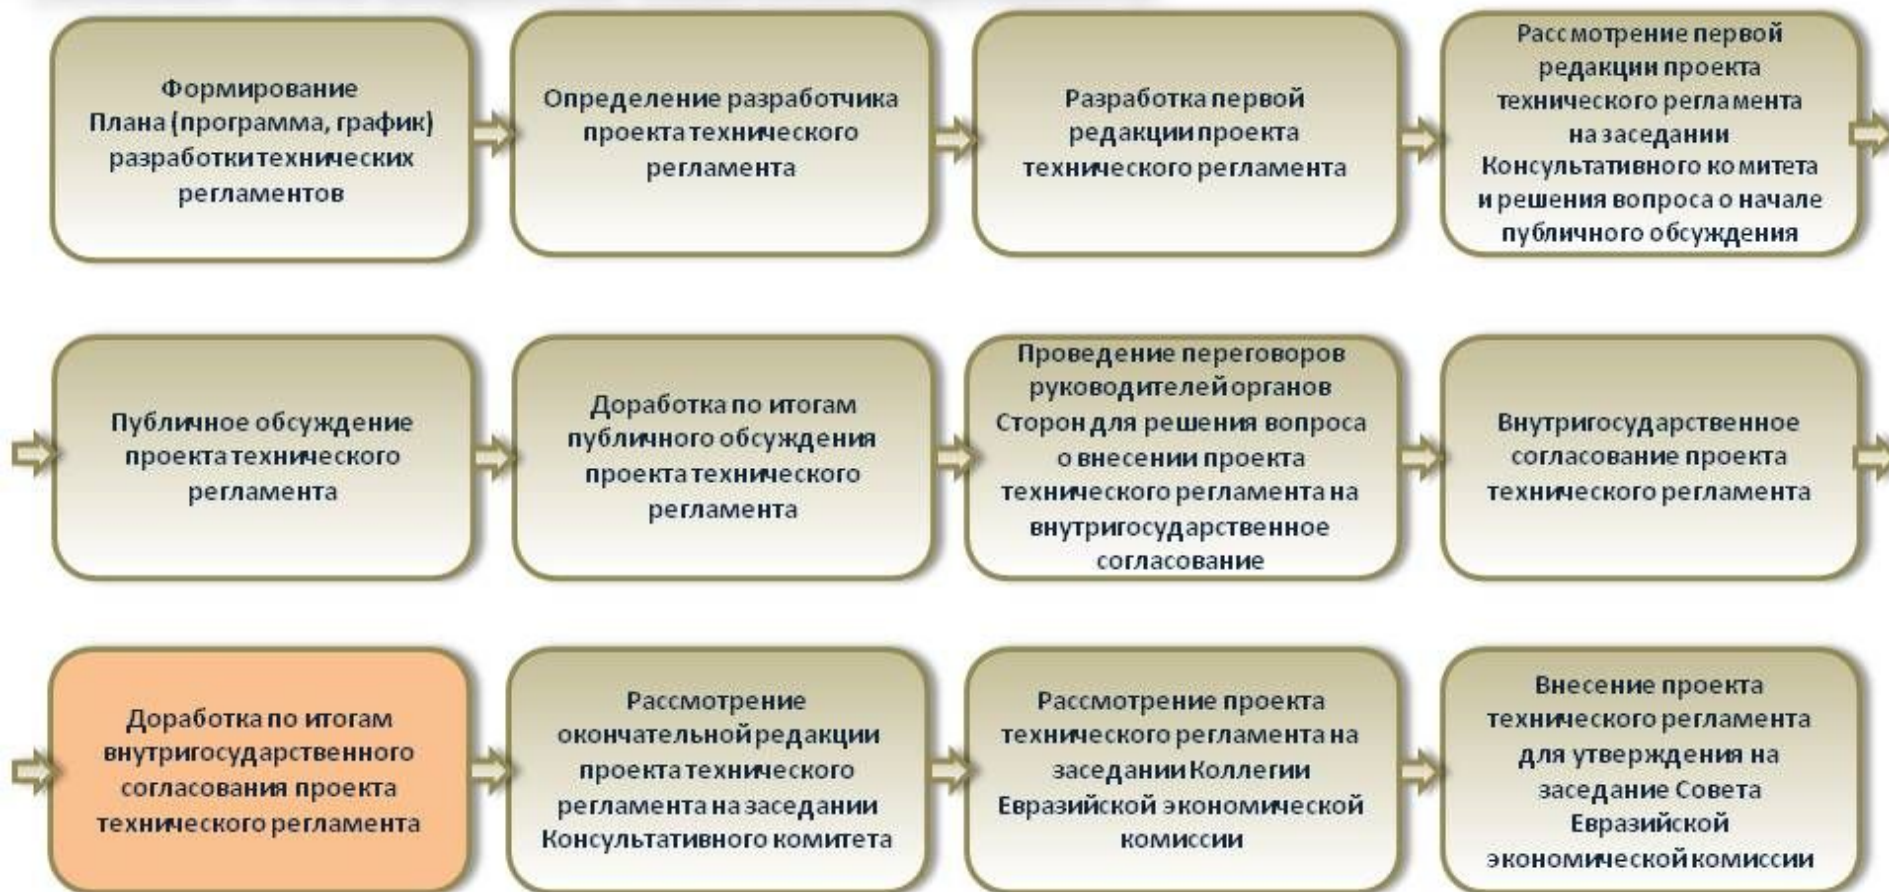 Формирование
Плана (программа, график)
разработки технических
регламентов
Определение разработчика
проекта технического
регламента
Разработка первой
редакции проекта
технического регламента
Рассмотрение первой
редакции проекта
технического регламента
на заседании
Консультативного комитета
и решения вопроса о начале
публичного обсуждения
Публичное обсуждение
проекта технического
регламента
Доработка по итогам
публичного обсуждения
проекта технического
регламента
Проведение переговоров
руководителей органов
Сторон для решения вопроса
о внесении проекта
технического регламента на
внутригосударственное
согласование
Внутригосударственное
согласование проекта
технического регламента
Доработка по итогам
внутригосударственного
согласования проекта
технического регламента
Рассмотрение
окончательной редакции
проекта технического
регламента на заседании
Консультативного комитета
Рассмотрение проекта
технического регламента на
заседании Коллегии
Евразийской экономической
комиссии
Внесение проекта
технического регламента
для утверждения на
заседание Совета
Евразийской
экономической комиссии